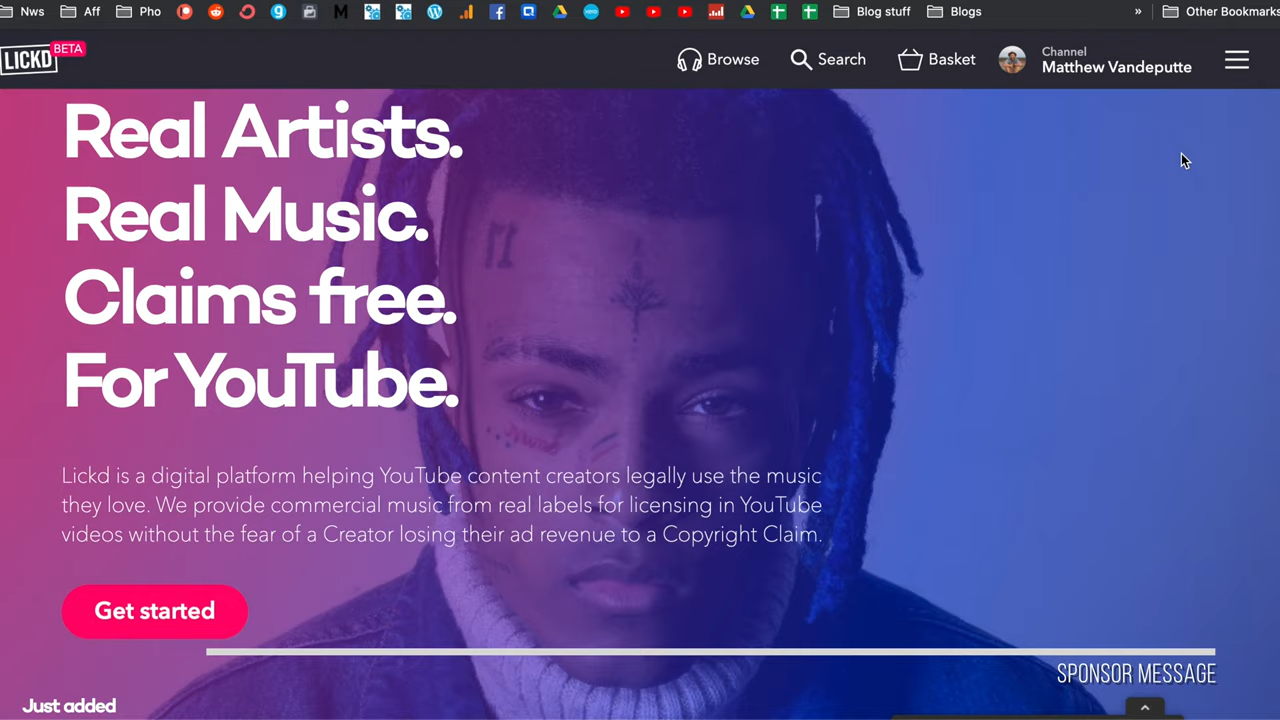 Nws Aff Pho Blog stuff Blogs » Other Bookmarks
LICKD BETA
Browse Search Basket Channel
Matthew Vandeputte
Real Artists.
Real Music.
Claims free.
For YouTube.
Lickd is a digital platform helping YouTube content creators legally use the music
they love. We provide commercial music from real labels for licensing in YouTube
videos without the fear of a Creator losing their ad revenue to a Copyright Claim.
Get started
SPONSOR MESSAGE
Just added